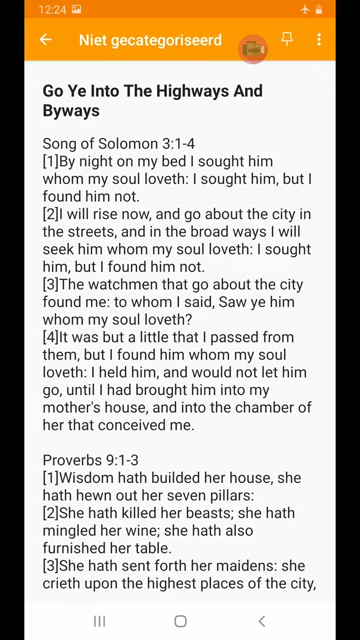 12:24
Niet gecategoriseerd
Go Ye Into The Highways And
Byways
Song of Solomon 3:1-4
[1]By night on my bed I sought him
whom my soul loveth: I sought him, but I
found him not.
[2]I will rise now, and go about the city in
the streets, and in the broad ways I will
seek him whom my soul loveth: I sought
him, but I found him not.
[3]The watchmen that go about the city
found me: to whom I said, Saw ye him
whom my soul loveth?
[4]It was but a little that I passed from
them, but I found him whom my soul
loveth: I held him, and would not let him
go, until I had brought him into my
mother's house, and into the chamber of
her that conceived me.
Proverbs 9:1-3
[1]Wisdom hath builded her house, she
hath hewn out her seven pillars:
[2]She hath killed her beasts; she hath
mingled her wine; she hath also
furnished her table.
[3]She hath sent forth her maidens: she
crieth upon the highest places of the city,